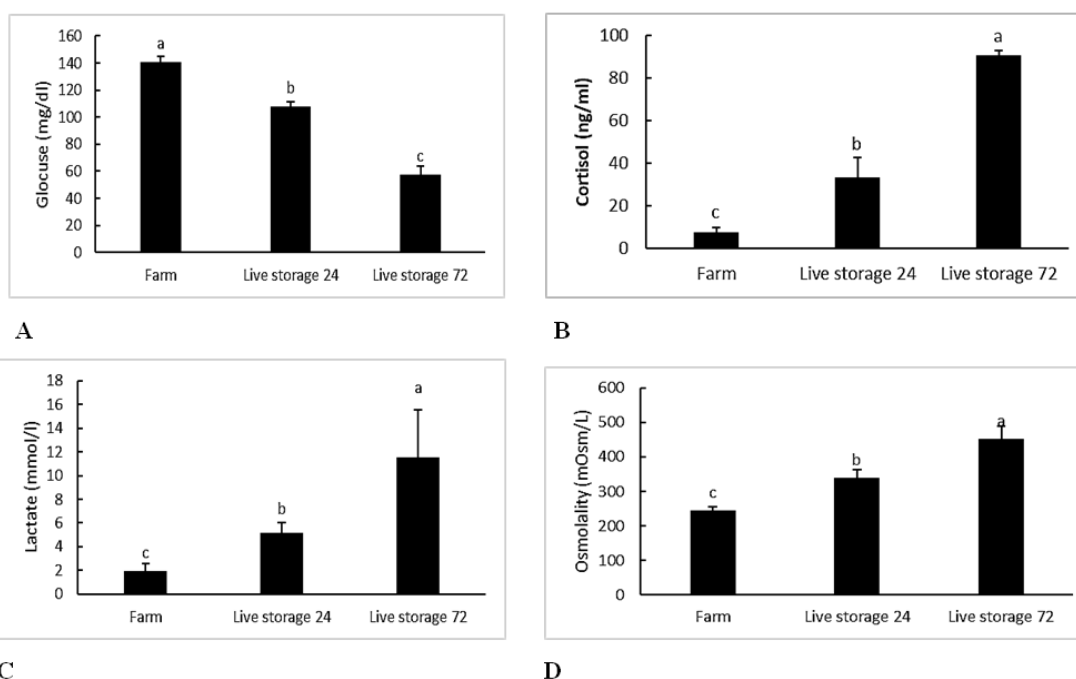 160
140
120
100
80
60
40
20
0
Glocuse (mg/dl)
a
b
c
Farm
Live storage 24
Live storage 72
A
100
80
60
40
20
0
Cortisol (ng/ml)
c
b
a
Farm
Live storage 24
Live storage 72
B
18
16
14
12
10
8
6
4
2
0
Lactate (mmol/l)
c
b
a
Farm
Live storage 24
Live storage 72
C
600
500
400
300
200
100
0
Osmolality (mOsm/L)
c
b
a
Farm
Live storage 24
Live storage 72
D